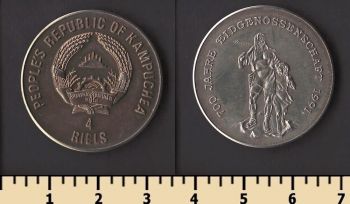 PEOPLE'S REPUBLIC OF KAMPUCHEA
4
RIELS
700 JAHRE "EIDGENOSSENSCHAFT" 1991
1 2 3 4 5 6 7